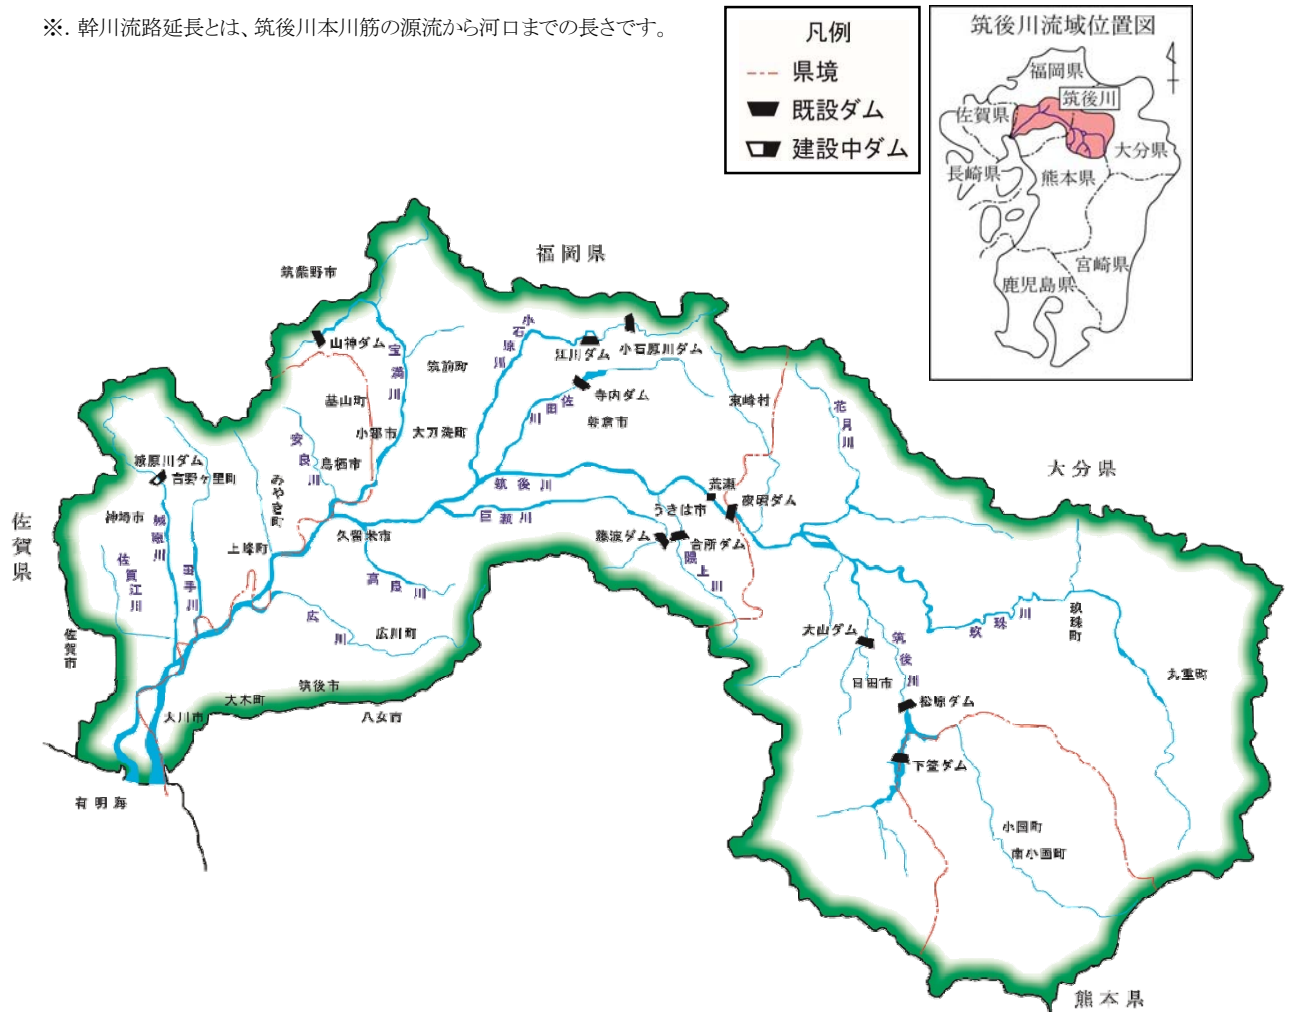 ※. 幹川流路延長とは、筑後川本川筋の源流から河口までの長さです。
凡例
県境
既設ダム
建設中ダム
筑後川流域位置図
福岡県
筑後川
佐賀県
大分県
長崎県
熊本県
宮崎県
鹿児島県
福岡県
筑紫野市
山神ダム
宝満川
筑前町
小石原川
江川ダム
小石原川ダム
寺内ダム
佐田川
朝倉市
東峰村
花月川
基山町
小郡市
大刀洗町
安良川
鳥栖市
みやき町
城原川ダム
吉野ヶ里町
神埼市
城原川
佐賀江川
田手川
上峰町
久留米市
高良川
筑後川
巨瀬川
荒瀬
うきは市
夜明ダム
藤波ダム
合所ダム
隈上川
大分県
佐賀県
佐賀市
広川
広川町
筑後市
大木町
大川市
八女市
有明海
大山ダム
筑後川
日田市
玖珠川
玖珠町
九重町
松原ダム
下筌ダム
小国町
南小国町
熊本県